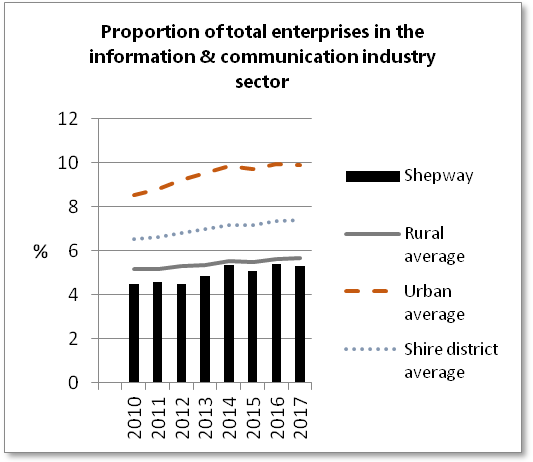 Proportion of total enterprises in the
information & communication industry
sector
12
10
8
6
4
2
0
%
2010
2011
2012
2013
2014
2015
2016
2017
Shepway
Rural
average
Urban
average
Shire district
average